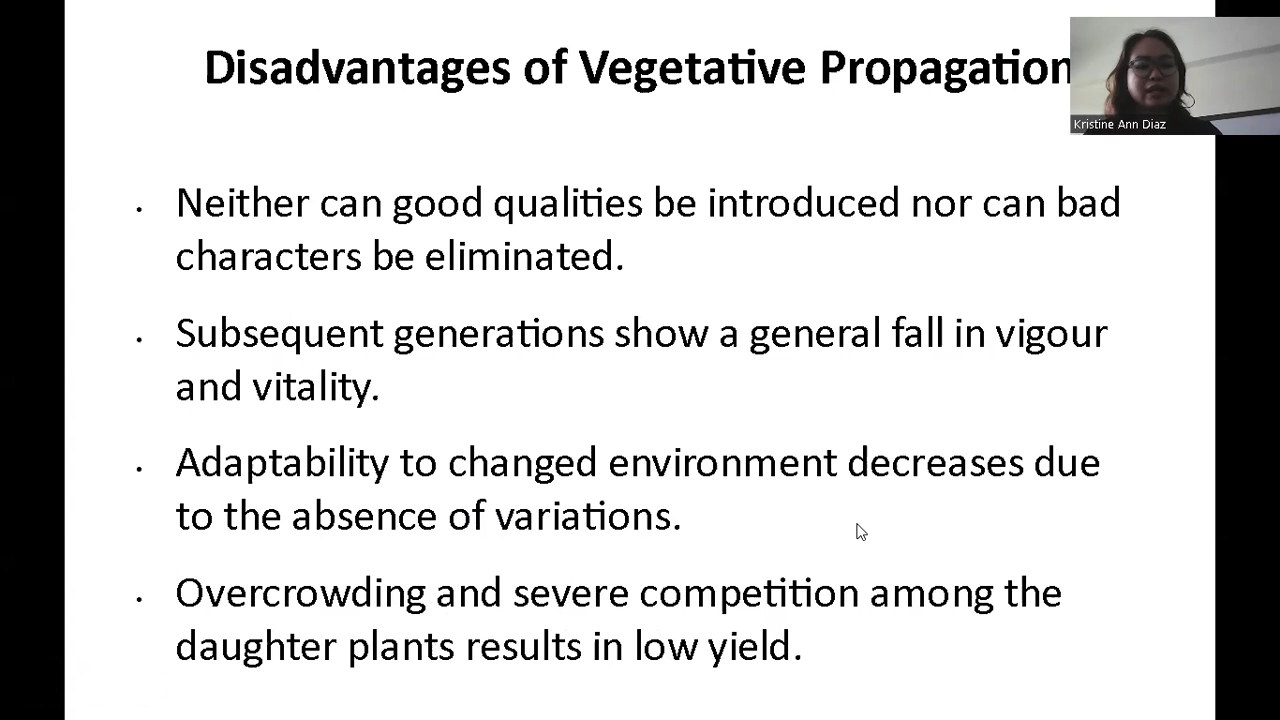 Disadvantages of Vegetative Propagation
Kristine Ann Diaz
• Neither can good qualities be introduced nor can bad
characters be eliminated.
• Subsequent generations show a general fall in vigour
and vitality.
• Adaptability to changed environment decreases due
to the absence of variations.
• Overcrowding and severe competition among the
daughter plants results in low yield.